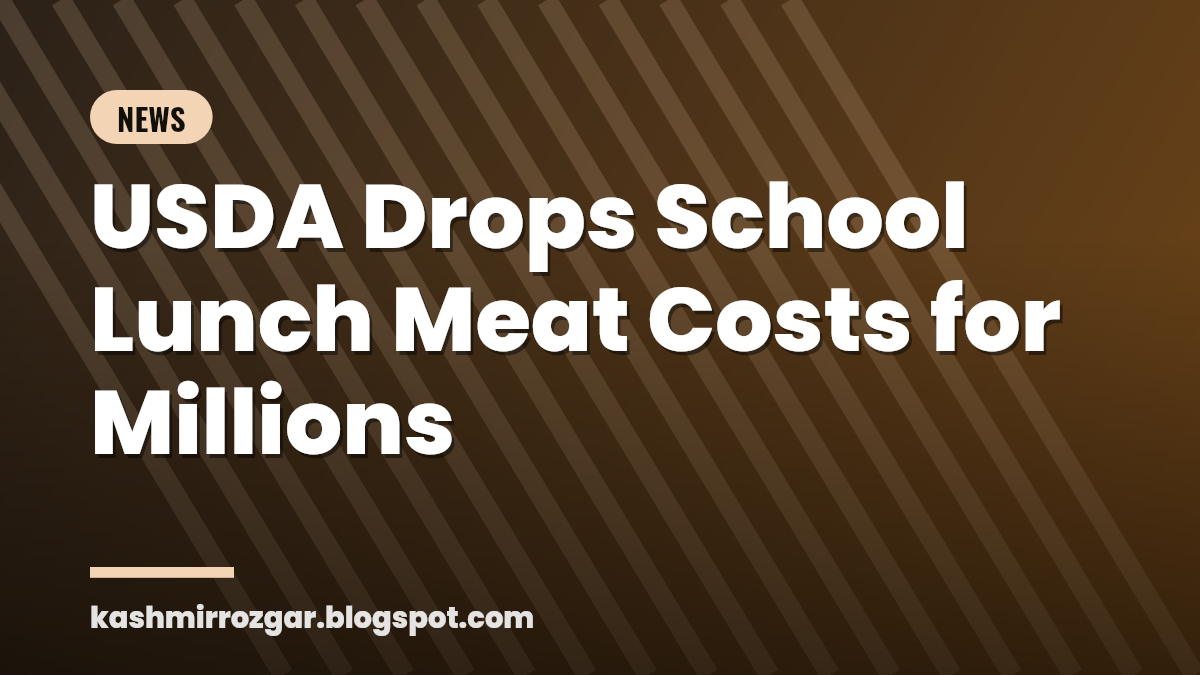 NEWS
USDA Drops School
Lunch Meat Costs for
Millions
kashmirrozgar.blogspot.com